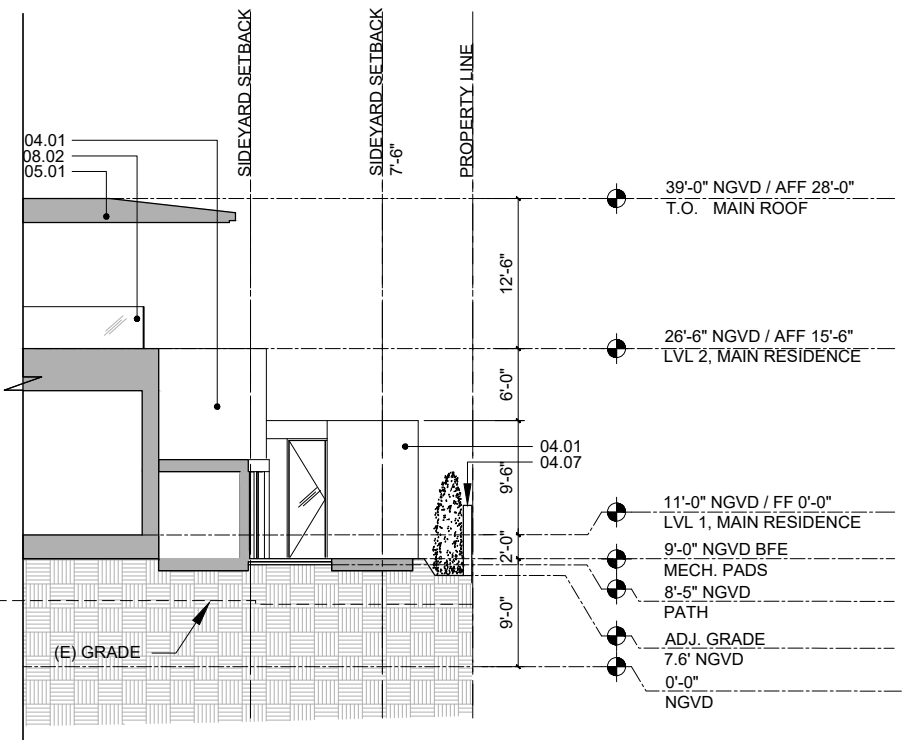 SIDEYARD SETBACK
SIDEYARD SETBACK
7'-6"
PROPERTY LINE
04.01
08.02
05.01
39'-0" NGVD / AFF 28'-0"
T.O. MAIN ROOF
12'-6"
26'-6" NGVD / AFF 15'-6"
LVL 2, MAIN RESIDENCE
6'-0"
04.01
04.07
9'-6"
11'-0" NGVD / FF 0'-0"
LVL 1, MAIN RESIDENCE
2'-0"
9'-0" NGVD BFE
MECH. PADS
8'-5" NGVD
PATH
9'-0"
(E) GRADE
ADJ. GRADE
7.6' NGVD
0'-0"
NGVD